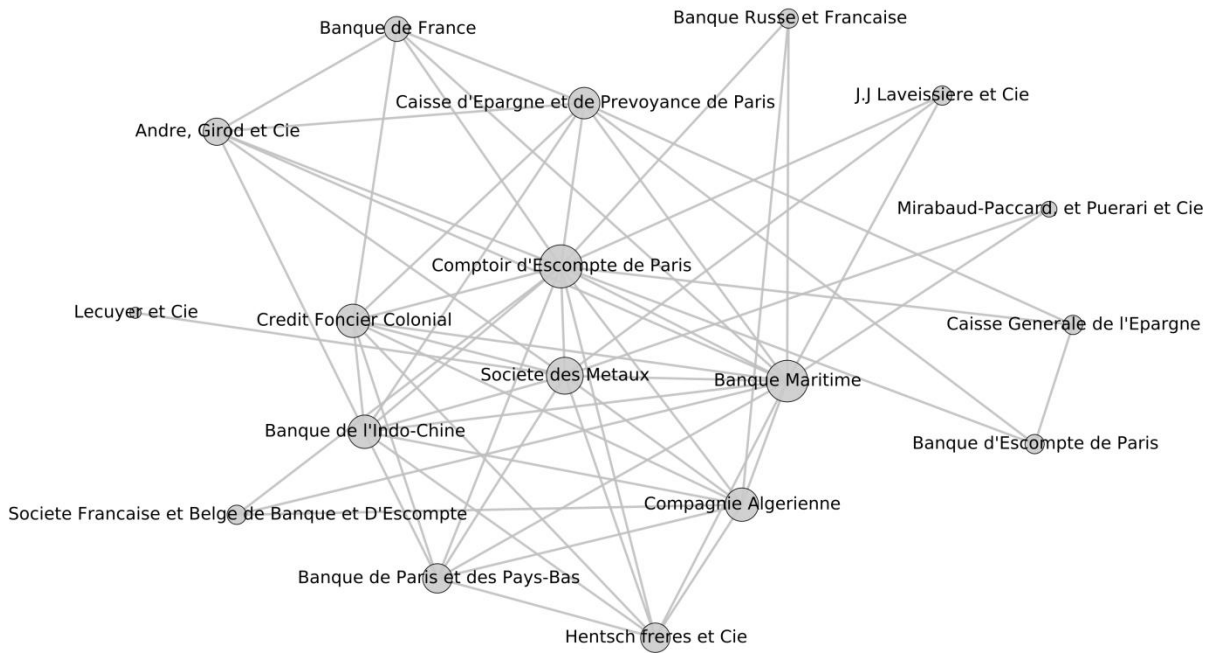 Banque de France
Banque Russe et Francaise
Caisse d'Epargne et de Prevoyance de Paris
J.J Laveissiere et Cie
Andre, Girod et Cie
Mirabaud-Paccard, et Puerari et Cie
Comptoir d'Escompte de Paris
Lecuyer et Cie
Credit Foncier Colonial
Caisse Generale de l'Epargne
Societe des Metaux
Banque Maritime
Banque de l'Indo-Chine
Banque d'Escompte de Paris
Compagnie Algerienne
Societe Francaise et Belge de Banque et D'Escompte
Banque de Paris et des Pays-Bas
Hentsch freres et Cie